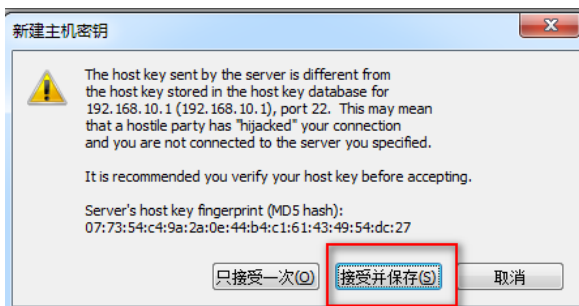 新建主机密钥
The host key sent by the server is different from
the host key stored in the host key database for
192.168.10.1 (192.168.10.1), port 22. This may mean
that a hostile party has "hijacked" your connection
and you are not connected to the server you specified.
It is recommended you verify your host key before accepting.
Server's host key fingerprint (MD5 hash):
07:73:54:c4:9a:2a:0e:44:b4:c1:61:43:49:54:dc:27
只接受一次(O) 接受并保存(S) 取消